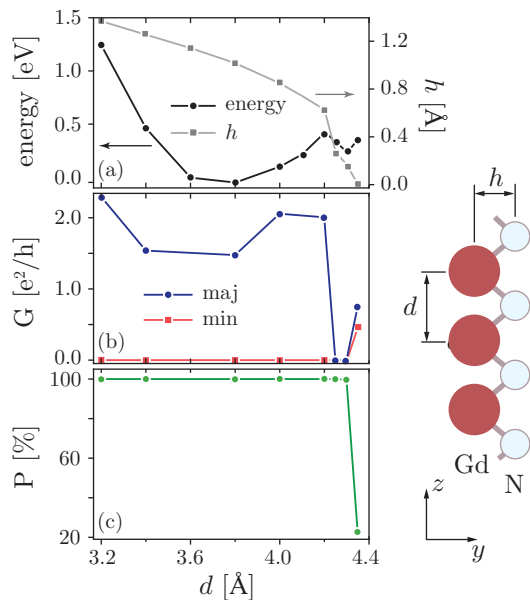 1.5
1.0
0.5
0.0
energy [eV]
1.2
0.8
0.4
0.0
h [Å]
energy
h
(a)
2.0
1.0
0.0
G [e²/h]
maj
min
(b)
100
60
20
P [%]
(c)
3.2
3.6
4.0
4.4
d [Å]
h
d
Gd
N
z
y